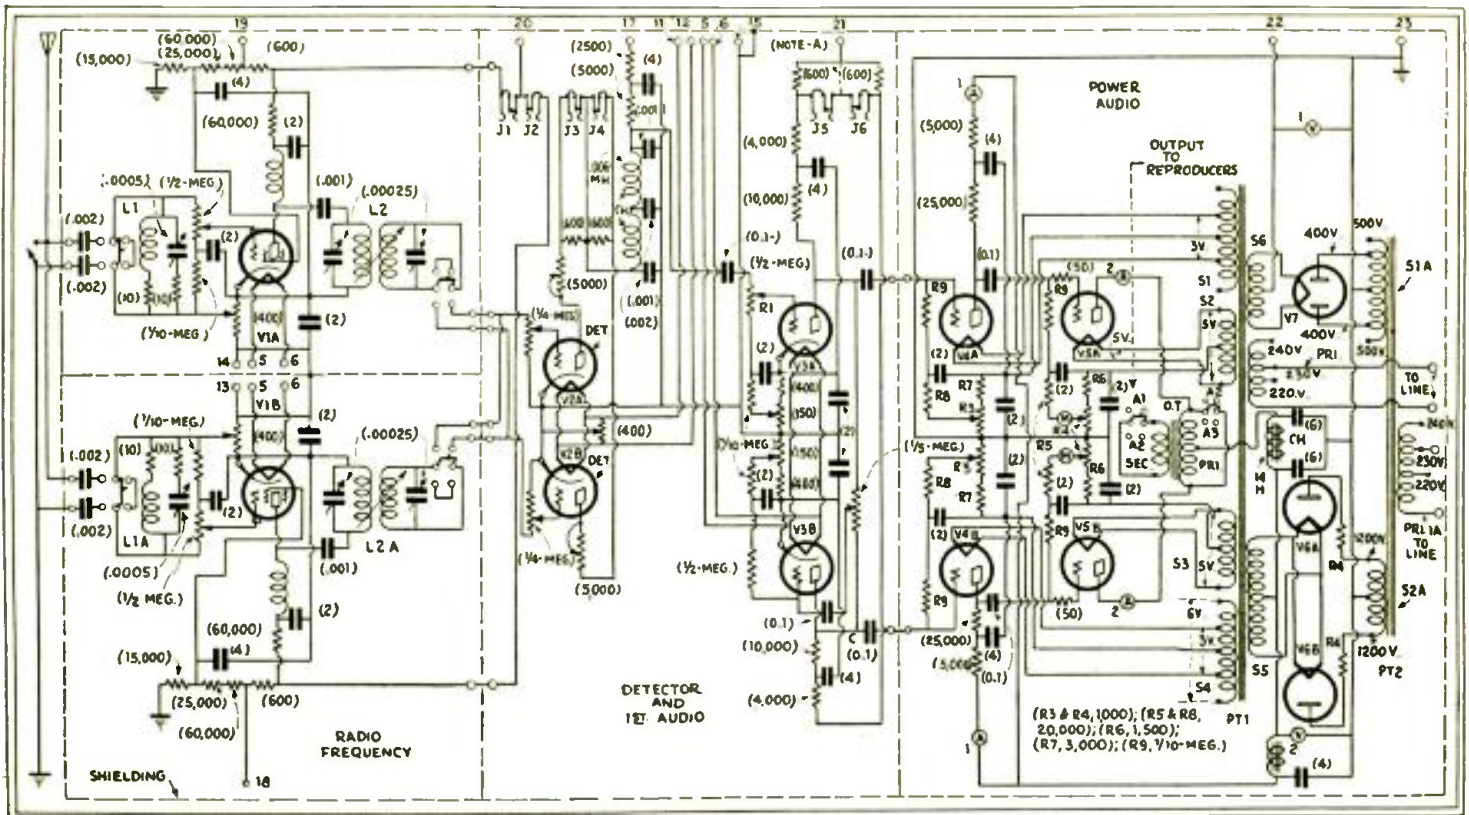 19 20 17 11 12 5 6 15 21 22 23
(60,000)
(25,000)
(15,000)
(600)
(4)
(60,000)
(2)
(.0005)
(1/2-MEG.)
(.001)
(.00025)
L1
L2
(.002)
(.002)
(2)
(10)
(10)
(1/10-MEG.)
(400)
(2)
V1A
14 5 6
13 5 6
V1B
(1/10-MEG.)
(400)
(2)
(.00025)
(10)
(.002)
(.002)
(2)
L1A
L2A
(.0005)
(.001)
(1/2 MEG.)
(2)
(60,000)
(4)
(15,000)
(25,000)
(600)
(60,000)
RADIO
FREQUENCY
SHIELDING
18
J1 J2 J3 J4
(2500)
(5000)
(4)
(.001)
.006
MH
(600)
(600)
(5000)
(.001)
(.002)
(1/4-MEG)
DET
V2A
(400)
V2B
DET
(1/4-MEG.)
(5000)
DETECTOR
AND
1ST. AUDIO
(NOTE-A)
(600)
(600)
J5 J6
(4,000)
(4)
(10,000)
(0.1)
(1/2-MEG.)
(0.1)
R1
(2)
V3A
(400)
(150)
(2)
(1/10-MEG.)
(150)
(1/5-MEG.)
(2)
(400)
V3B
(1/2-MEG.)
(0.1)
C
(0.1)
(10,000)
(4)
(4,000)
POWER
AUDIO
1
(5,000)
(4)
(25,000)
OUTPUT
TO
REPRODUCERS
(0.1)
(50)
2
R9
R9
V4A
V5A
5V.
(2)
R7
R8
R3
(2)
(2)
R6
(2)
A1
A2
O.T
SEC
PR1
A3
A
R5
R6
R8
R7
(2)
(2)
(2)
(2)
V4B
V5B
R9
R9
(25,000)
(5,000)
(4)
(0.1)
(50)
2
1
3V
S1
S2
5V
S3
5V
6V
3V
S4
PT1
(R3 & R4, 1,000); (R5 & R8,
20,000); (R6, 1,500);
(R7, 3,000); (R9, 1/10-MEG.)
1
S6
400V
500V
S1A
V7
400V
500V
240V
PR1
230V
220.V
TO
LINE
(6)
CH
(6)
14
H
240V
230V
220V
PR1 1A
TO
LINE
V6A
1200V
R4
S2A
V6B
R4
S5
1200V
PT2
2
(4)